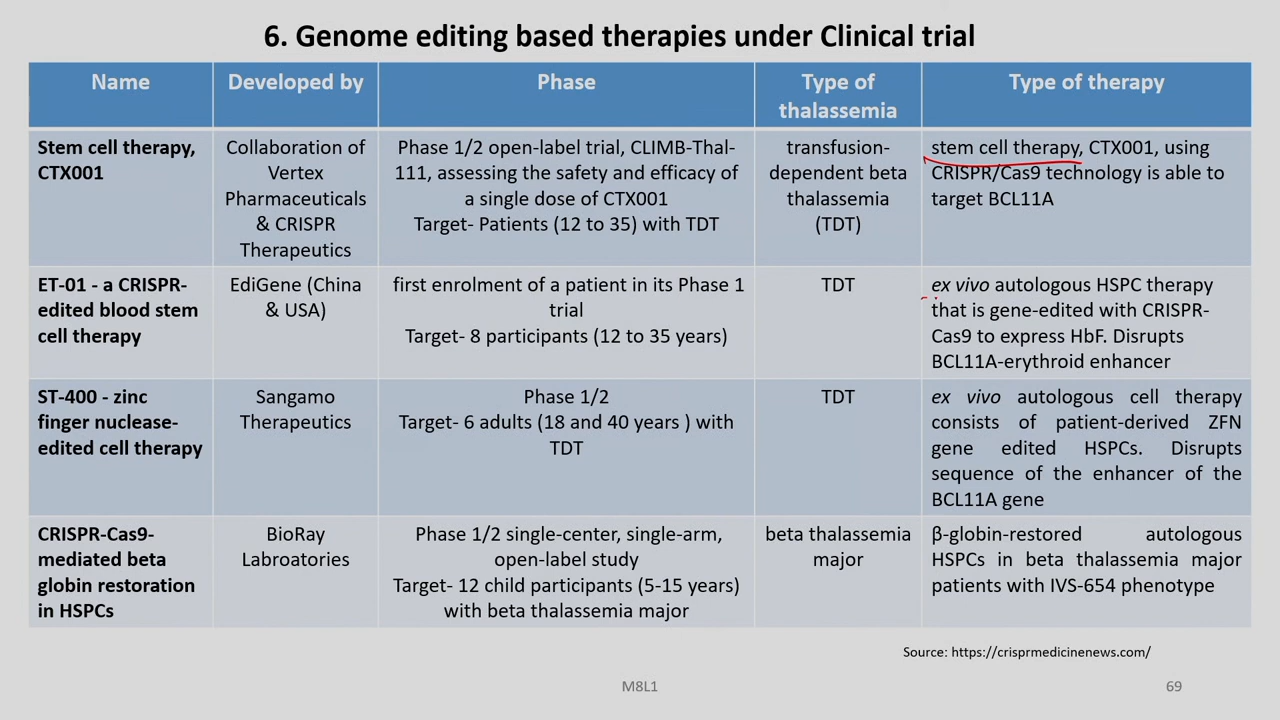 6. Genome editing based therapies under Clinical trial
Name
Developed by
Phase
Type of
thalassemia
Type of therapy
Stem cell therapy,
CTX001
Collaboration of
Vertex
Pharmaceuticals
& CRISPR
Therapeutics
Phase 1/2 open-label trial, CLIMB-Thal-
111, assessing the safety and efficacy of
a single dose of CTX001
Target- Patients (12 to 35) with TDT
transfusion-
dependent beta
thalassemia
(TDT)
stem cell therapy, CTX001, using
CRISPR/Cas9 technology is able to
target BCL11A
ET-01 - a CRISPR-
edited blood stem
cell therapy
EdiGene (China
& USA)
first enrolment of a patient in its Phase 1
trial
Target- 8 participants (12 to 35 years)
TDT
ex vivo autologous HSPC therapy
that is gene-edited with CRISPR-
Cas9 to express HbF. Disrupts
BCL11A-erythroid enhancer
ST-400 - zinc
finger nuclease-
edited cell therapy
Sangamo
Therapeutics
Phase 1/2
Target- 6 adults (18 and 40 years ) with
TDT
TDT
ex vivo autologous cell therapy
consists of patient-derived ZFN
gene edited HSPCs. Disrupts
sequence of the enhancer of the
BCL11A gene
CRISPR-Cas9-
mediated beta
globin restoration
in HSPCs
BioRay
Labroatories
Phase 1/2 single-center, single-arm,
open-label study
Target- 12 child participants (5-15 years)
with beta thalassemia major
beta thalassemia
major
β-globin-restored autologous
HSPCs in beta thalassemia major
patients with IVS-654 phenotype
Source: https://crisprmedicinenews.com/
M8L1
69